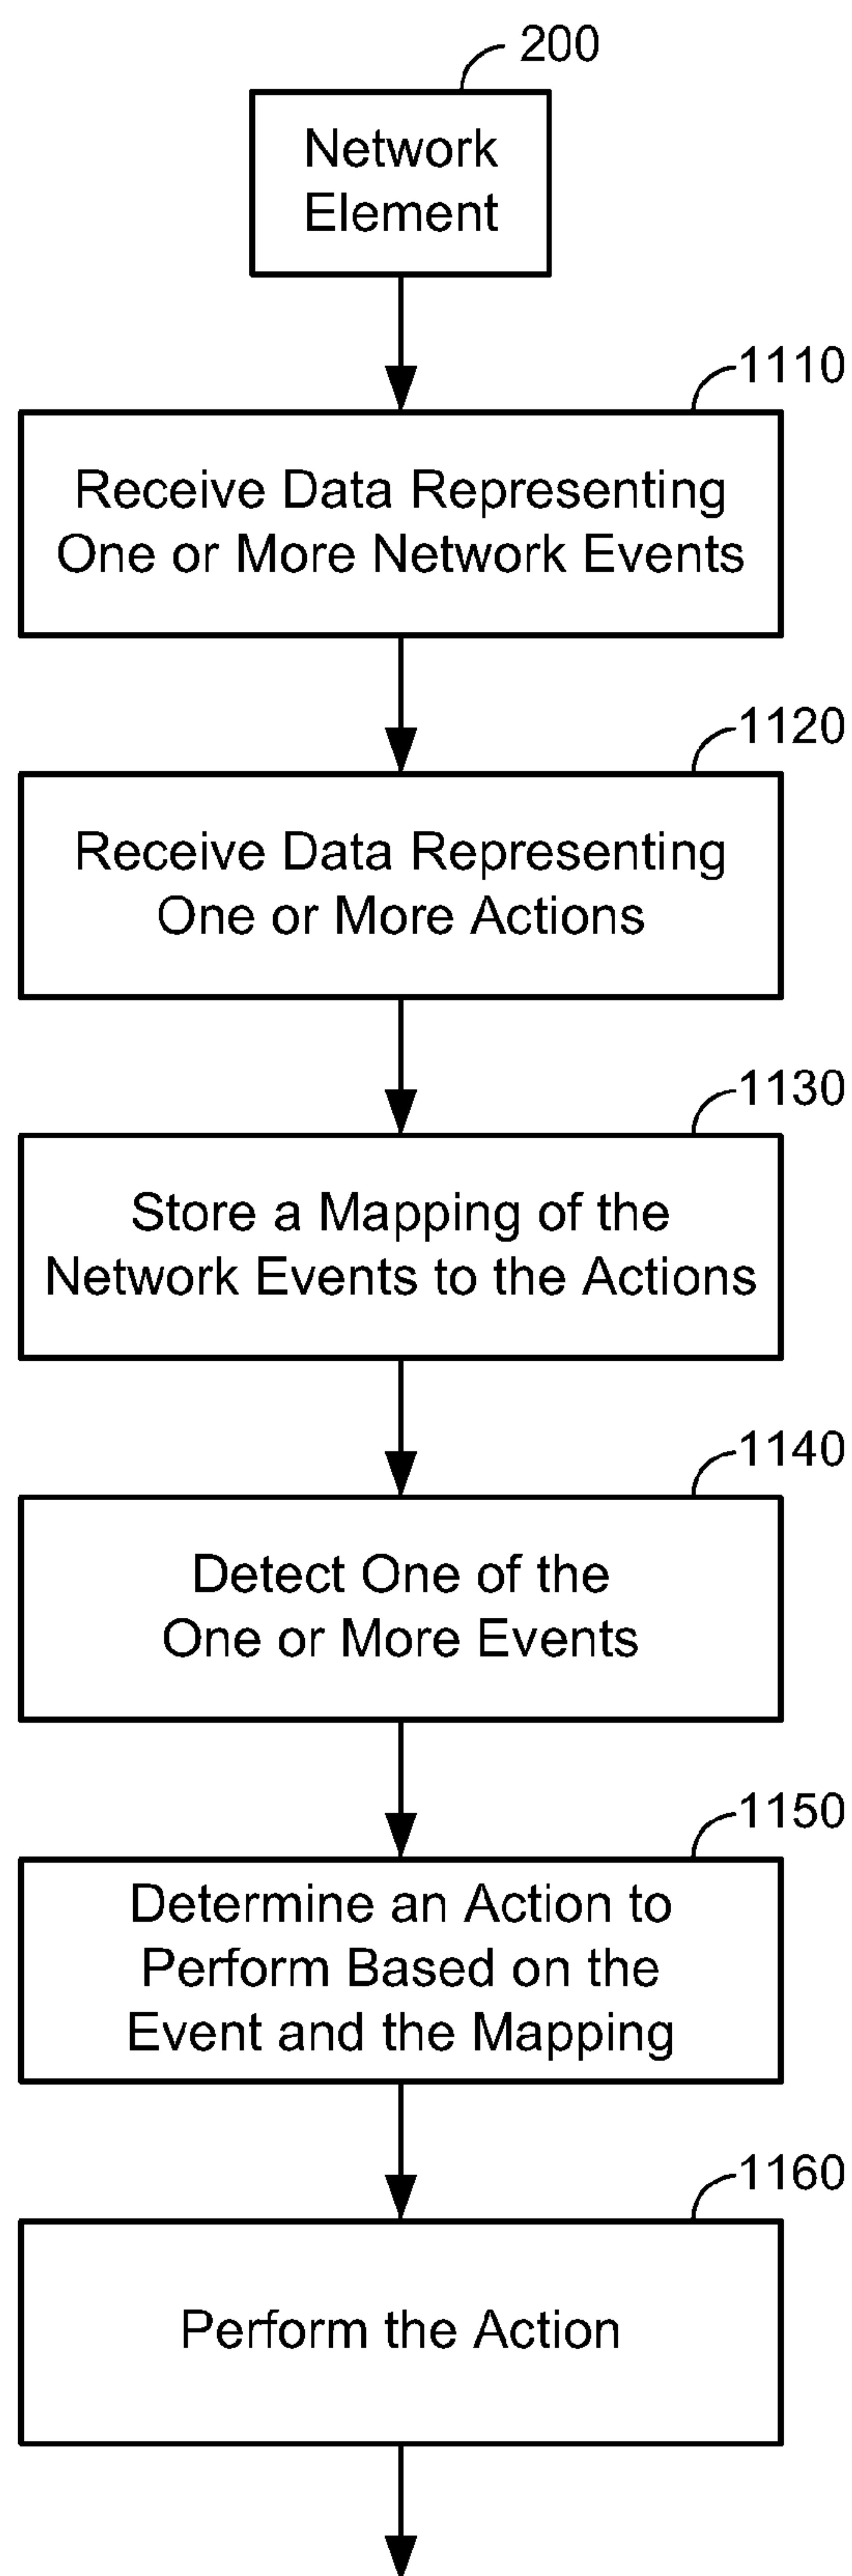 200
Network
Element
1110
Receive Data Representing
One or More Network Events
1120
Receive Data Representing
One or More Actions
1130
Store a Mapping of the
Network Events to the Actions
1140
Detect One of the
One or More Events
1150
Determine an Action to
Perform Based on the
Event and the Mapping
1160
Perform the Action